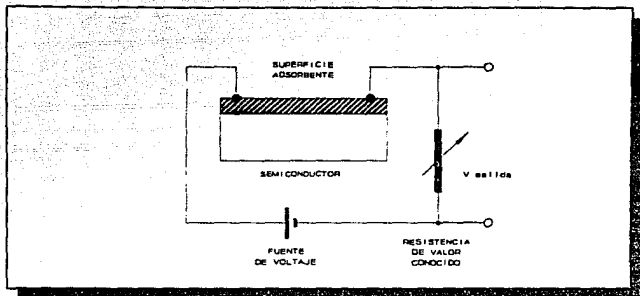 SUPERFICIE
ADSORBENTE
SEMICONDUCTOR
V salida
FUENTE
DE VOLTAJE
RESISTENCIA
DE VALOR
CONOCIDO